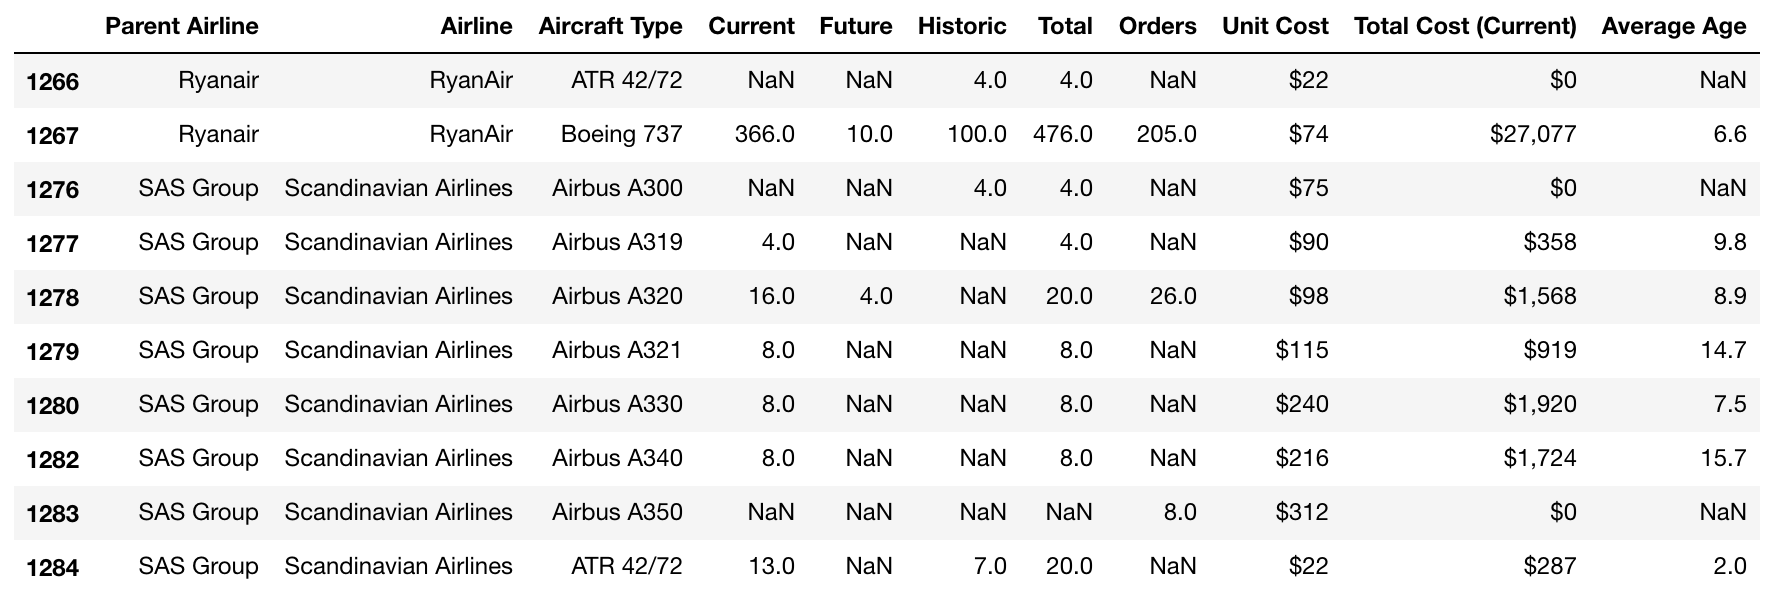 Parent Airline Airline Aircraft Type Current Future Historic Total Orders Unit Cost Total Cost (Current) Average Age
1266 Ryanair RyanAir ATR 42/72 NaN NaN 4.0 4.0 NaN $22 $0 NaN
1267 Ryanair RyanAir Boeing 737 366.0 10.0 100.0 476.0 205.0 $74 $27,077 6.6
1276 SAS Group Scandinavian Airlines Airbus A300 NaN NaN 4.0 4.0 NaN $75 $0 NaN
1277 SAS Group Scandinavian Airlines Airbus A319 4.0 NaN NaN 4.0 NaN $90 $358 9.8
1278 SAS Group Scandinavian Airlines Airbus A320 16.0 4.0 NaN 20.0 26.0 $98 $1,568 8.9
1279 SAS Group Scandinavian Airlines Airbus A321 8.0 NaN NaN 8.0 NaN $115 $919 14.7
1280 SAS Group Scandinavian Airlines Airbus A330 8.0 NaN NaN 8.0 NaN $240 $1,920 7.5
1282 SAS Group Scandinavian Airlines Airbus A340 8.0 NaN NaN 8.0 NaN $216 $1,724 15.7
1283 SAS Group Scandinavian Airlines Airbus A350 NaN NaN NaN NaN 8.0 $312 $0 NaN
1284 SAS Group Scandinavian Airlines ATR 42/72 13.0 NaN 7.0 20.0 NaN $22 $287 2.0